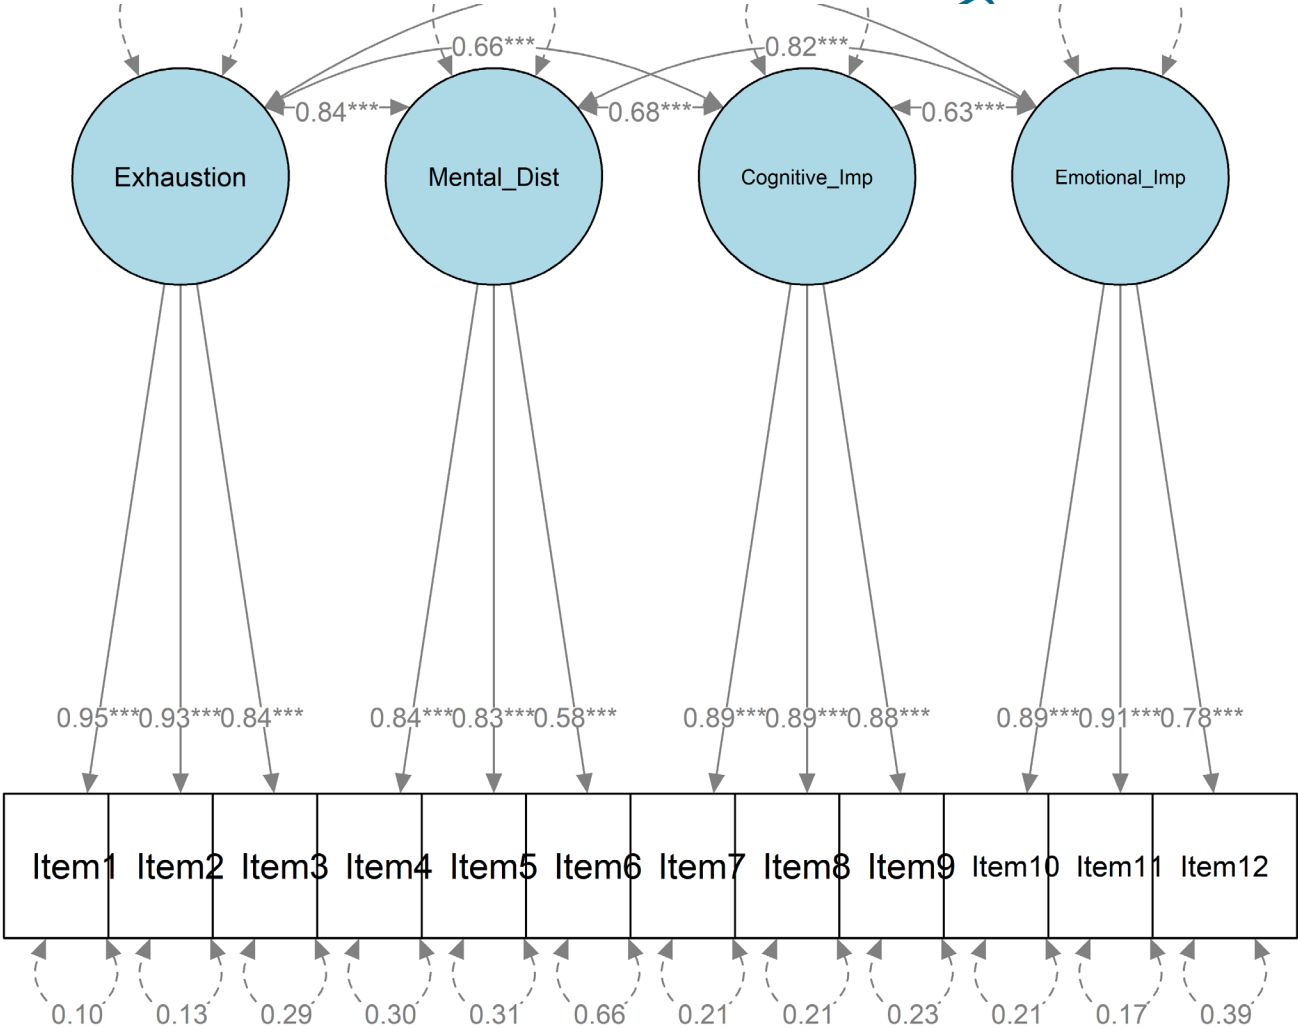 0.66*** 0.82***
0.84*** 0.68*** 0.63***
Exhaustion Mental_Dist Cognitive_Imp Emotional_Imp
0.95*** 0.93*** 0.84*** 0.84*** 0.83*** 0.58*** 0.89*** 0.89*** 0.88*** 0.89*** 0.91*** 0.78***
Item1 Item2 Item3 Item4 Item5 Item6 Item7 Item8 Item9 Item10 Item11 Item12
0.10 0.13 0.29 0.30 0.31 0.66 0.21 0.21 0.23 0.21 0.17 0.39